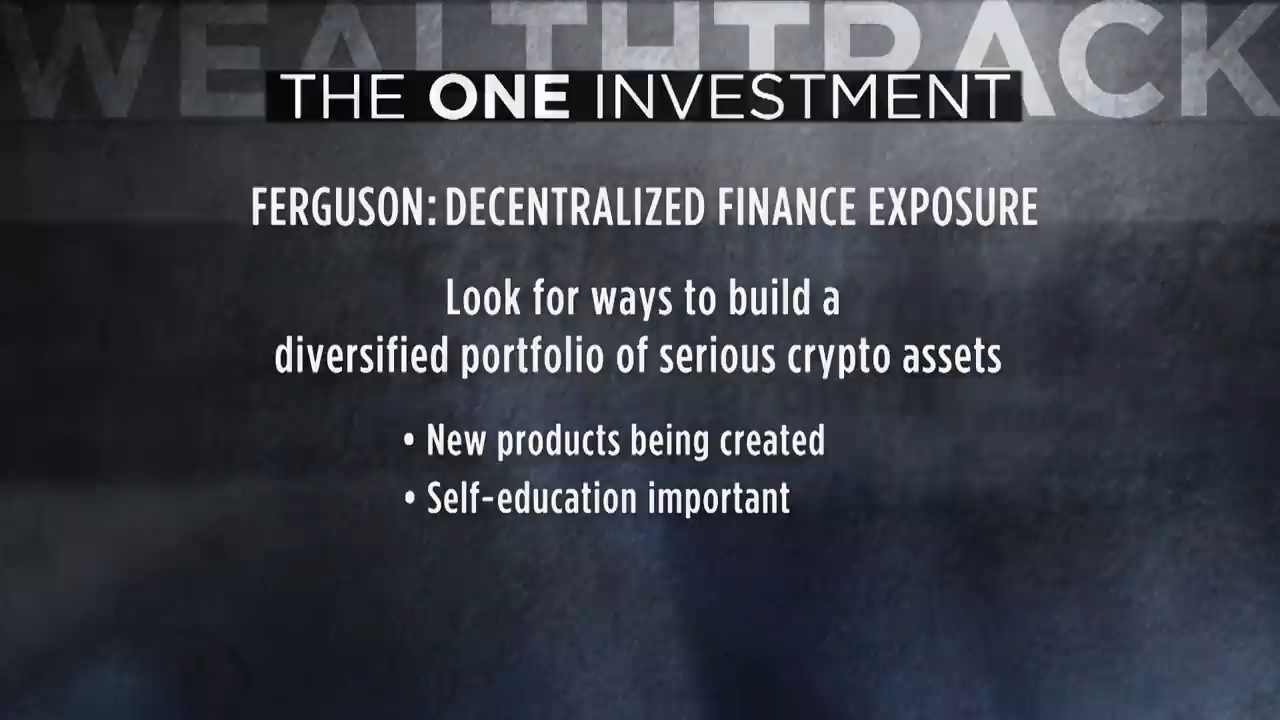 WEALTHTRACK
THE ONE INVESTMENT
FERGUSON: DECENTRALIZED FINANCE EXPOSURE
Look for ways to build a
diversified portfolio of serious crypto assets
• New products being created
• Self-education important